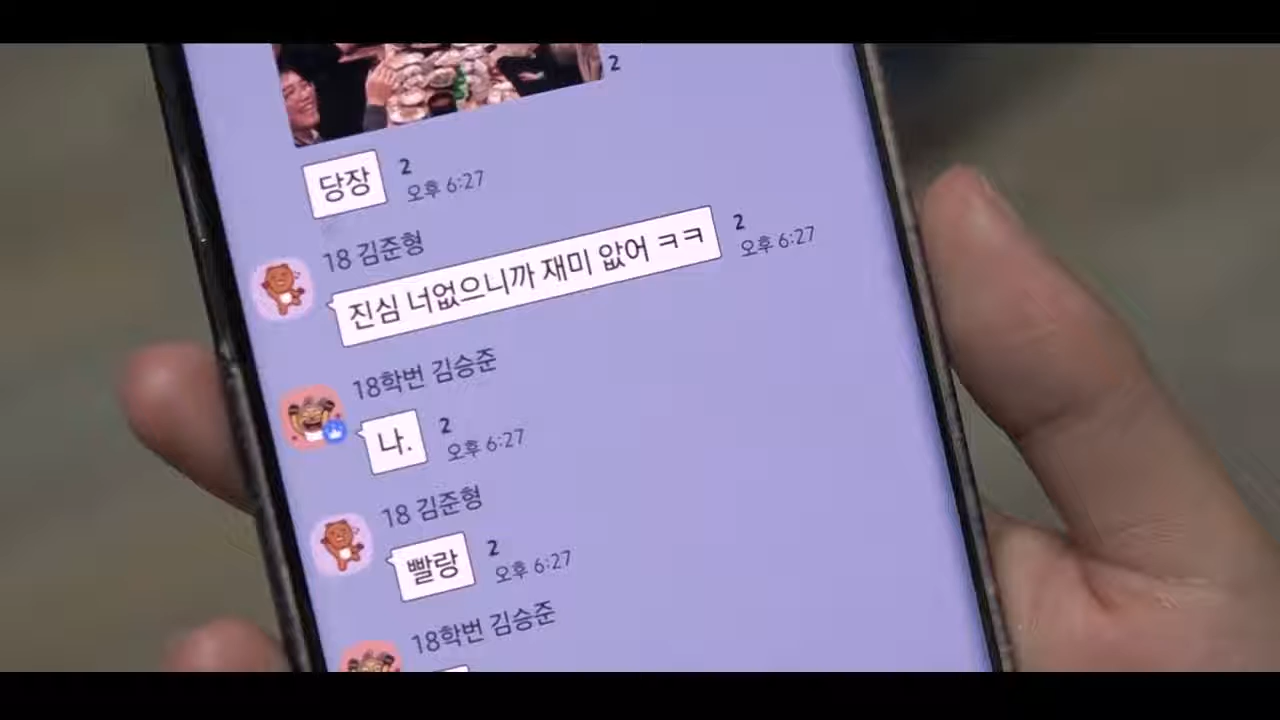 2
당장
2
오후 6:27
18 김준형
진심 너없으니까 재미 앖어 ㅋㅋ
2
오후 6:27
18학번 김승준
나.
2
오후 6:27
18 김준형
빨랑
2
오후 6:27
18학번 김승준